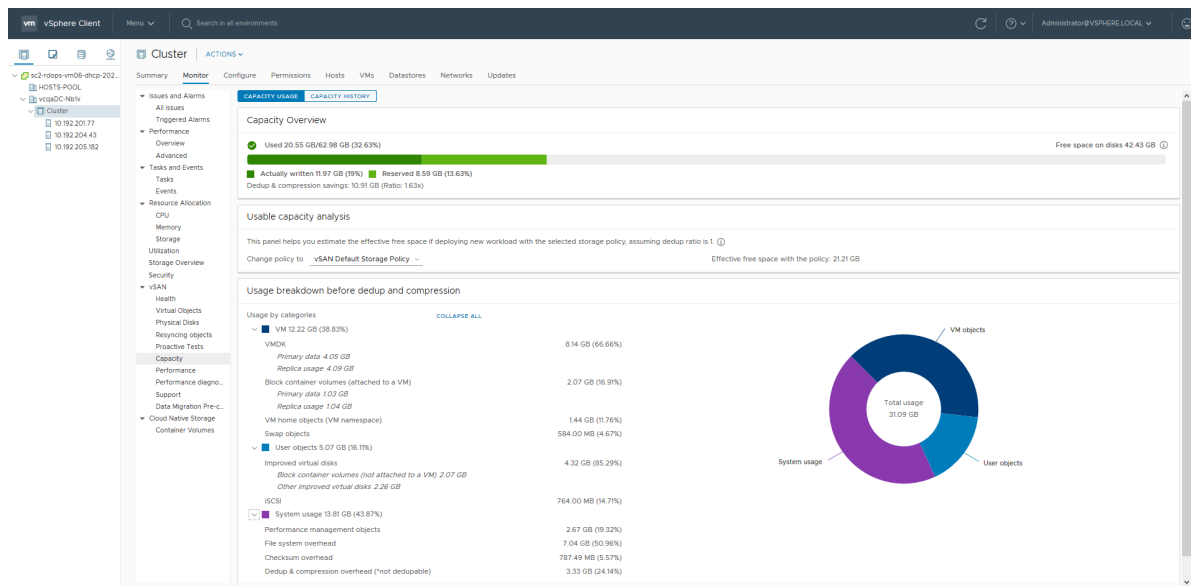 vm vSphere Client Menu Search in all environments Administrator@VSPHERE.LOCAL
sc2-rdops-vm06-dhcp-202...
HOSTS-POOL
vcqaDC-Nb1v
Cluster
10.192.201.77
10.192.204.43
10.192.205.182
Cluster ACTIONS
Summary Monitor Configure Permissions Hosts VMs Datastores Networks Updates
Issues and Alarms
All Issues
Triggered Alarms
Performance
Overview
Advanced
Tasks and Events
Tasks
Events
Resource Allocation
CPU
Memory
Storage
Utilization
Storage Overview
Security
vSAN
Health
Virtual Objects
Physical Disks
Resyncing objects
Proactive Tests
Capacity
Performance
Performance diagno...
Support
Data Migration Pre-c...
Cloud Native Storage
Container Volumes
CAPACITY USAGE CAPACITY HISTORY
Capacity Overview
Used 20.55 GB/62.98 GB (32.63%) Free space on disks 42.43 GB
Actually written 11.97 GB (19%) Reserved 8.59 GB (13.63%)
Dedup & compression savings: 10.91 GB (Ratio: 1.63x)
Usable capacity analysis
This panel helps you estimate the effective free space if deploying new workload with the selected storage policy, assuming dedup ratio is 1.
Change policy to vSAN Default Storage Policy Effective free space with the policy: 21.21 GB
Usage breakdown before dedup and compression
Usage by categories COLLAPSE ALL
VM 12.22 GB (38.83%)
VMDK 8.14 GB (66.66%)
Primary data 4.05 GB
Replica usage 4.09 GB
Block container volumes (attached to a VM) 2.07 GB (16.91%)
Primary data 1.03 GB
Replica usage 1.04 GB
VM home objects (VM namespace) 1.44 GB (11.76%)
Swap objects 584.00 MB (4.67%)
User objects 5.07 GB (16.11%)
Improved virtual disks 4.32 GB (85.29%)
Block container volumes (not attached to a VM) 2.07 GB
Other improved virtual disks 2.26 GB
iSCSI 764.00 MB (14.71%)
System usage 13.81 GB (43.87%)
Performance management objects 2.67 GB (19.32%)
File system overhead 7.04 GB (50.96%)
Checksum overhead 787.49 MB (5.57%)
Dedup & compression overhead (*not dedupable) 3.33 GB (24.14%)
VM objects
Total usage
31.09 GB
System usage
User objects